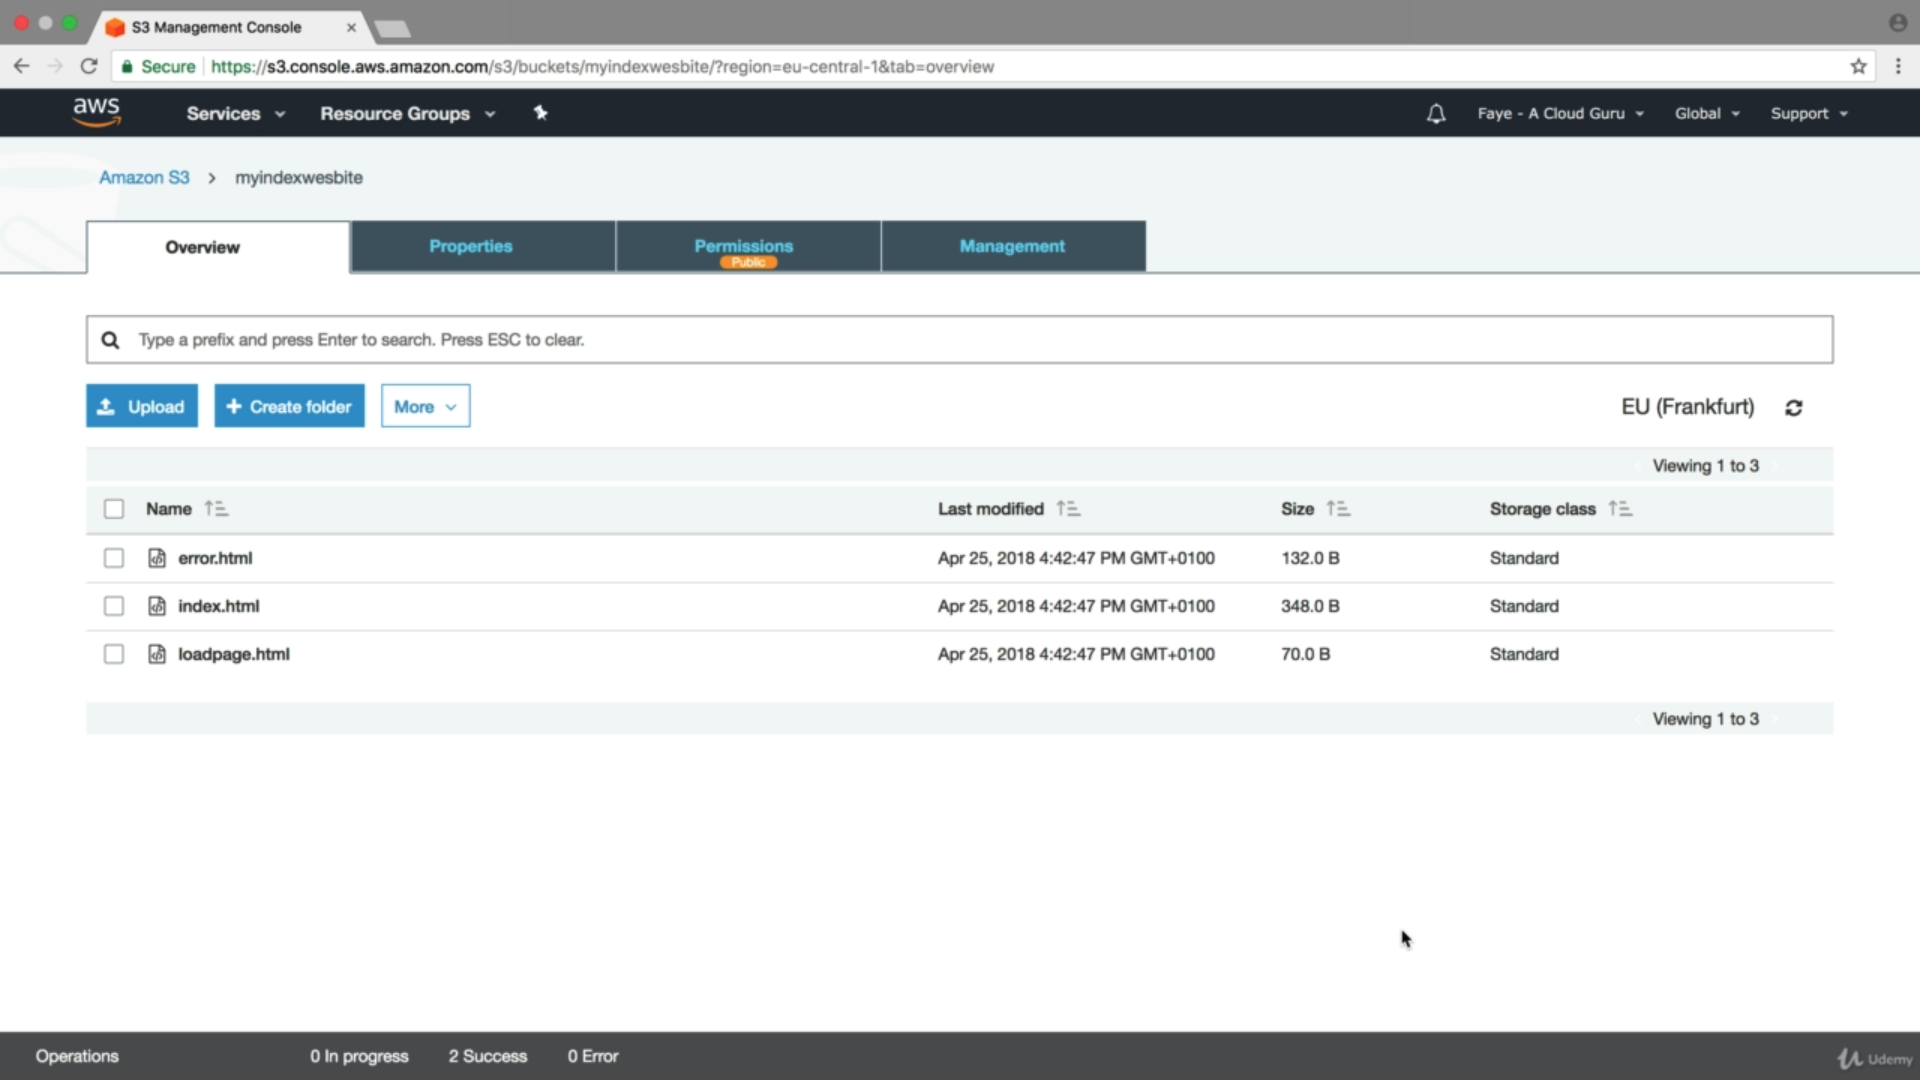 S3 Management Console
Secure https://s3.console.aws.amazon.com/s3/buckets/myindexwesbite/?region=eu-central-1&tab=overview
aws Services Resource Groups Faye - A Cloud Guru Global Support
Amazon S3 > myindexwesbite
Overview Properties Permissions Management
Public
Type a prefix and press Enter to search. Press ESC to clear.
Upload + Create folder More EU (Frankfurt)
Viewing 1 to 3
Name Last modified Size Storage class
error.html Apr 25, 2018 4:42:47 PM GMT+0100 132.0 B Standard
index.html Apr 25, 2018 4:42:47 PM GMT+0100 348.0 B Standard
loadpage.html Apr 25, 2018 4:42:47 PM GMT+0100 70.0 B Standard
Viewing 1 to 3
Operations 0 In progress 2 Success 0 Error
Udemy